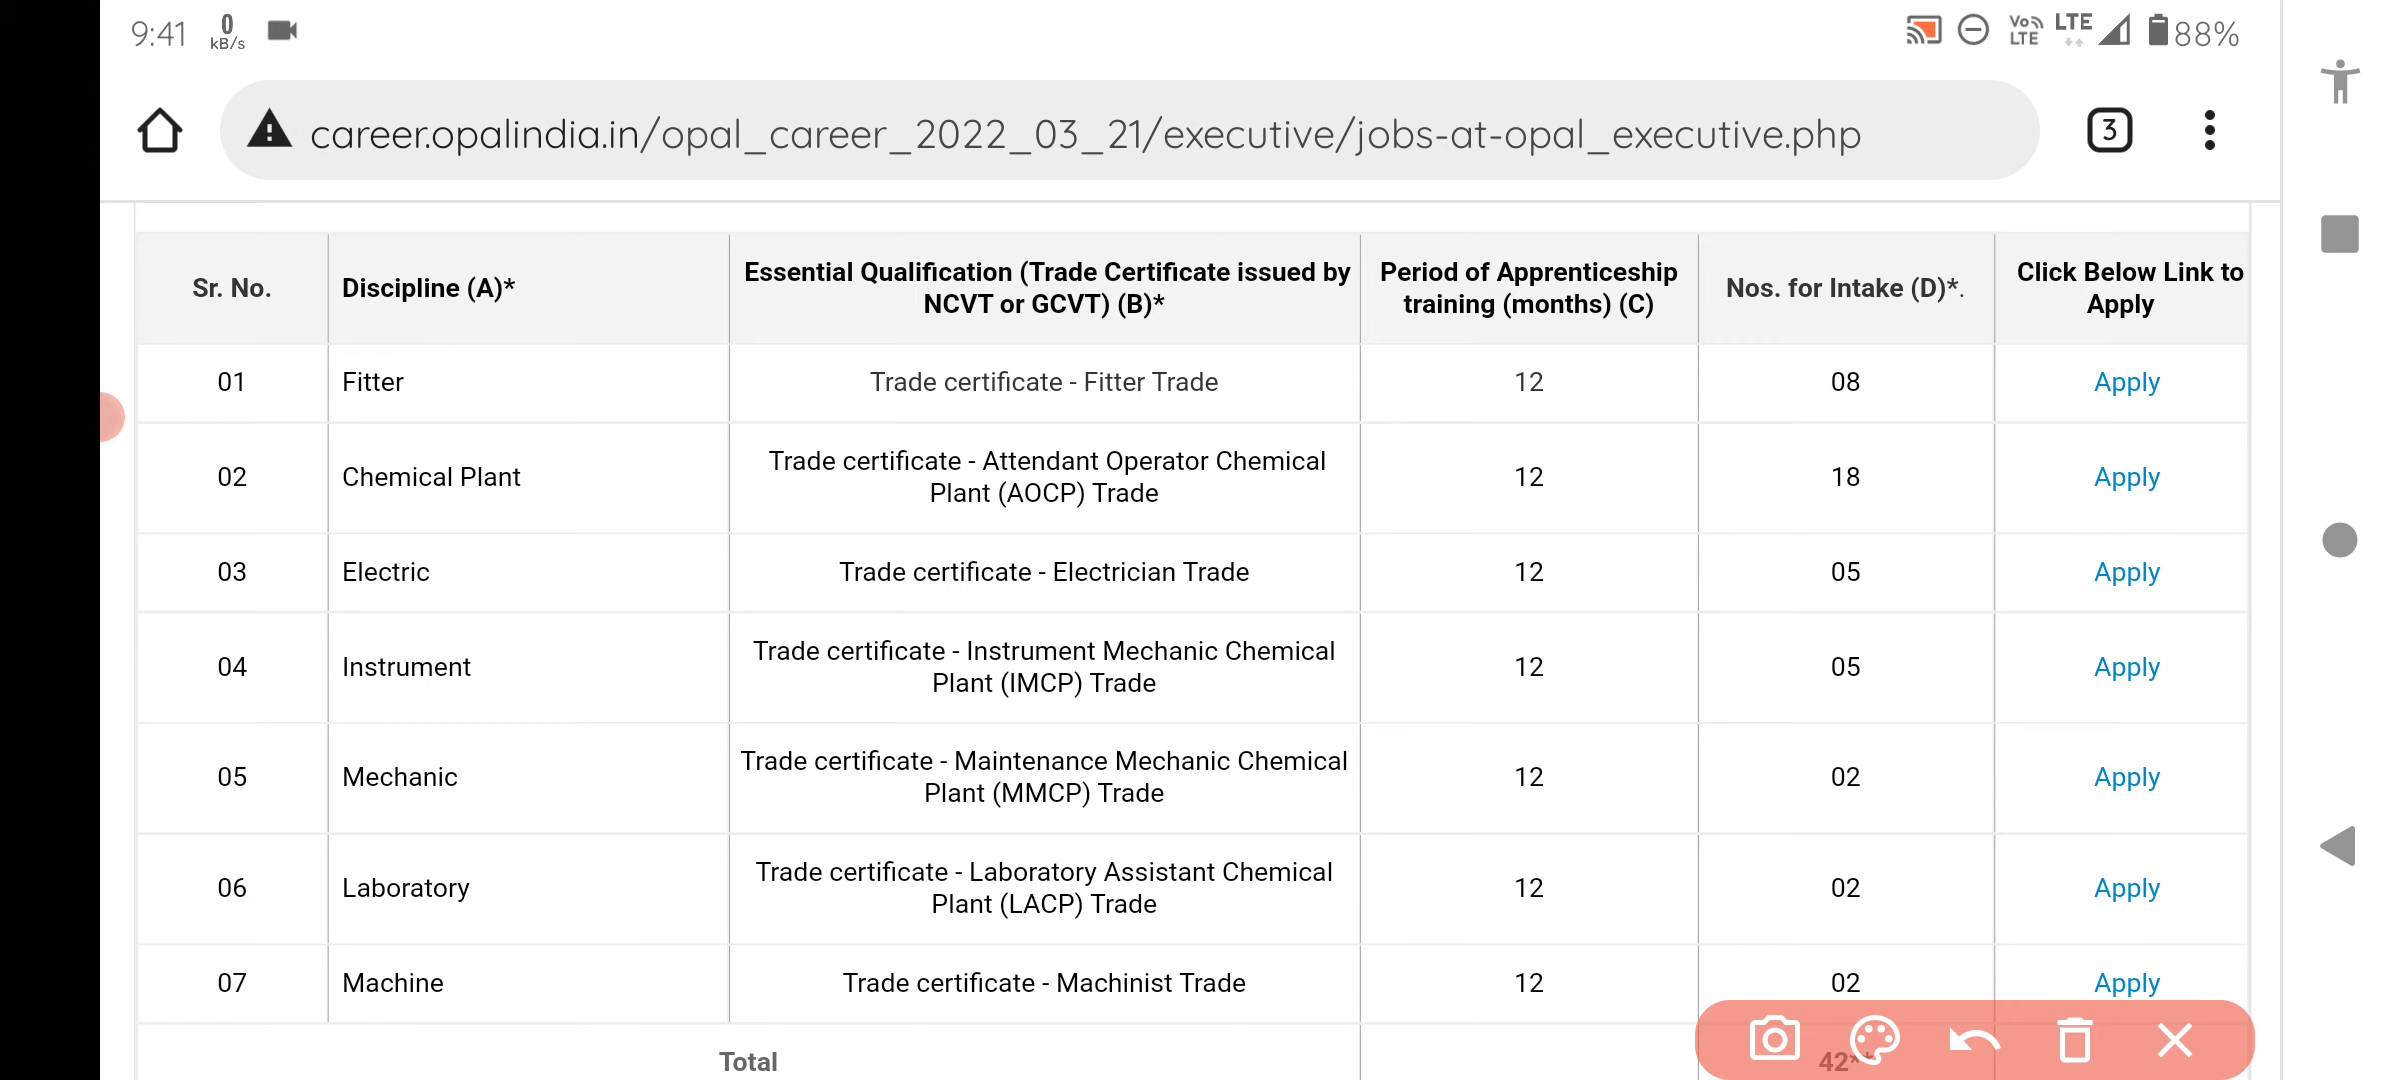 9:41 0 kB/s Vo LTE LTE 88%
career.opalindia.in/opal_career_2022_03_21/executive/jobs-at-opal_executive.php 3
Sr. No. Discipline (A)* Essential Qualification (Trade Certificate issued by NCVT or GCVT) (B)* Period of Apprenticeship training (months) (C) Nos. for Intake (D)*. Click Below Link to Apply
01 Fitter Trade certificate - Fitter Trade 12 08 Apply
02 Chemical Plant Trade certificate - Attendant Operator Chemical Plant (AOCP) Trade 12 18 Apply
03 Electric Trade certificate - Electrician Trade 12 05 Apply
04 Instrument Trade certificate - Instrument Mechanic Chemical Plant (IMCP) Trade 12 05 Apply
05 Mechanic Trade certificate - Maintenance Mechanic Chemical Plant (MMCP) Trade 12 02 Apply
06 Laboratory Trade certificate - Laboratory Assistant Chemical Plant (LACP) Trade 12 02 Apply
07 Machine Trade certificate - Machinist Trade 12 02 Apply
Total 42**